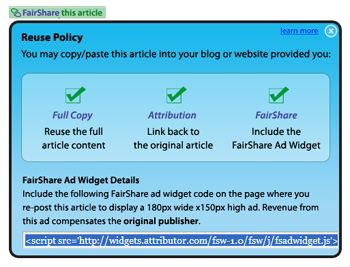 FairShare this article
learn more
Reuse Policy
You may copy/paste this article into your blog or website provided you:
Full Copy
Reuse the full
article content
Attribution
Link back to
the original article
FairShare
Include the
FairShare Ad Widget
FairShare Ad Widget Details
Include the following FairShare ad widget code on the page where you
re-post this article to display a 180px wide x150px high ad. Revenue from
this ad compensates the original publisher.
<script src='http://widgets.attributor.com/fsw-1.0/fsw/j/fsadwidget.js'>